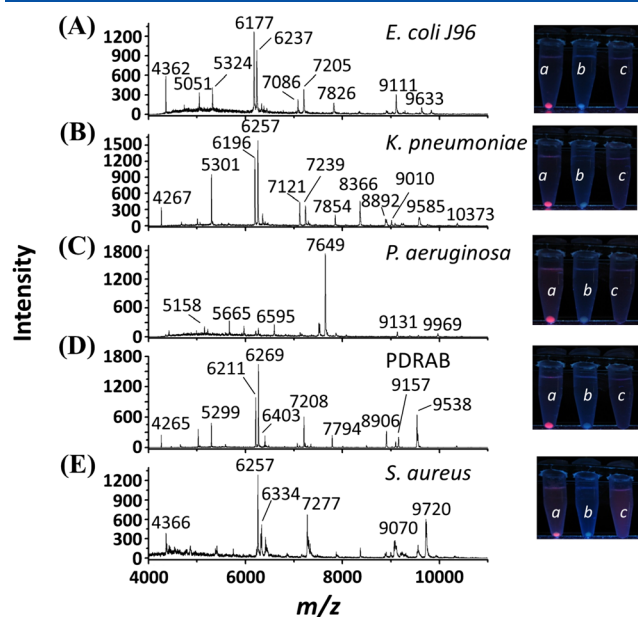 (A) E. coli J96
1200
900
600
300
0
4362 5051 5324 6177 6237 7086 7205 7826 9111 9633
a b c
(B) K. pneumoniae
1500
1200
900
600
300
0
4267 5301 6196 6257 7121 7239 7854 8366 8892 9010 9585 10373
a b c
(C) P. aeruginosa
1800
1200
600
0
5158 5665 6595 7649 9131 9969
a b c
(D) PDRAB
1800
1200
600
0
4265 5299 6211 6269 6403 7208 7794 8906 9157 9538
a b c
(E) S. aureus
1200
900
600
300
0
4366 6257 6334 7277 9070 9720
a b c
4000 6000 8000 10000
m/z
Intensity